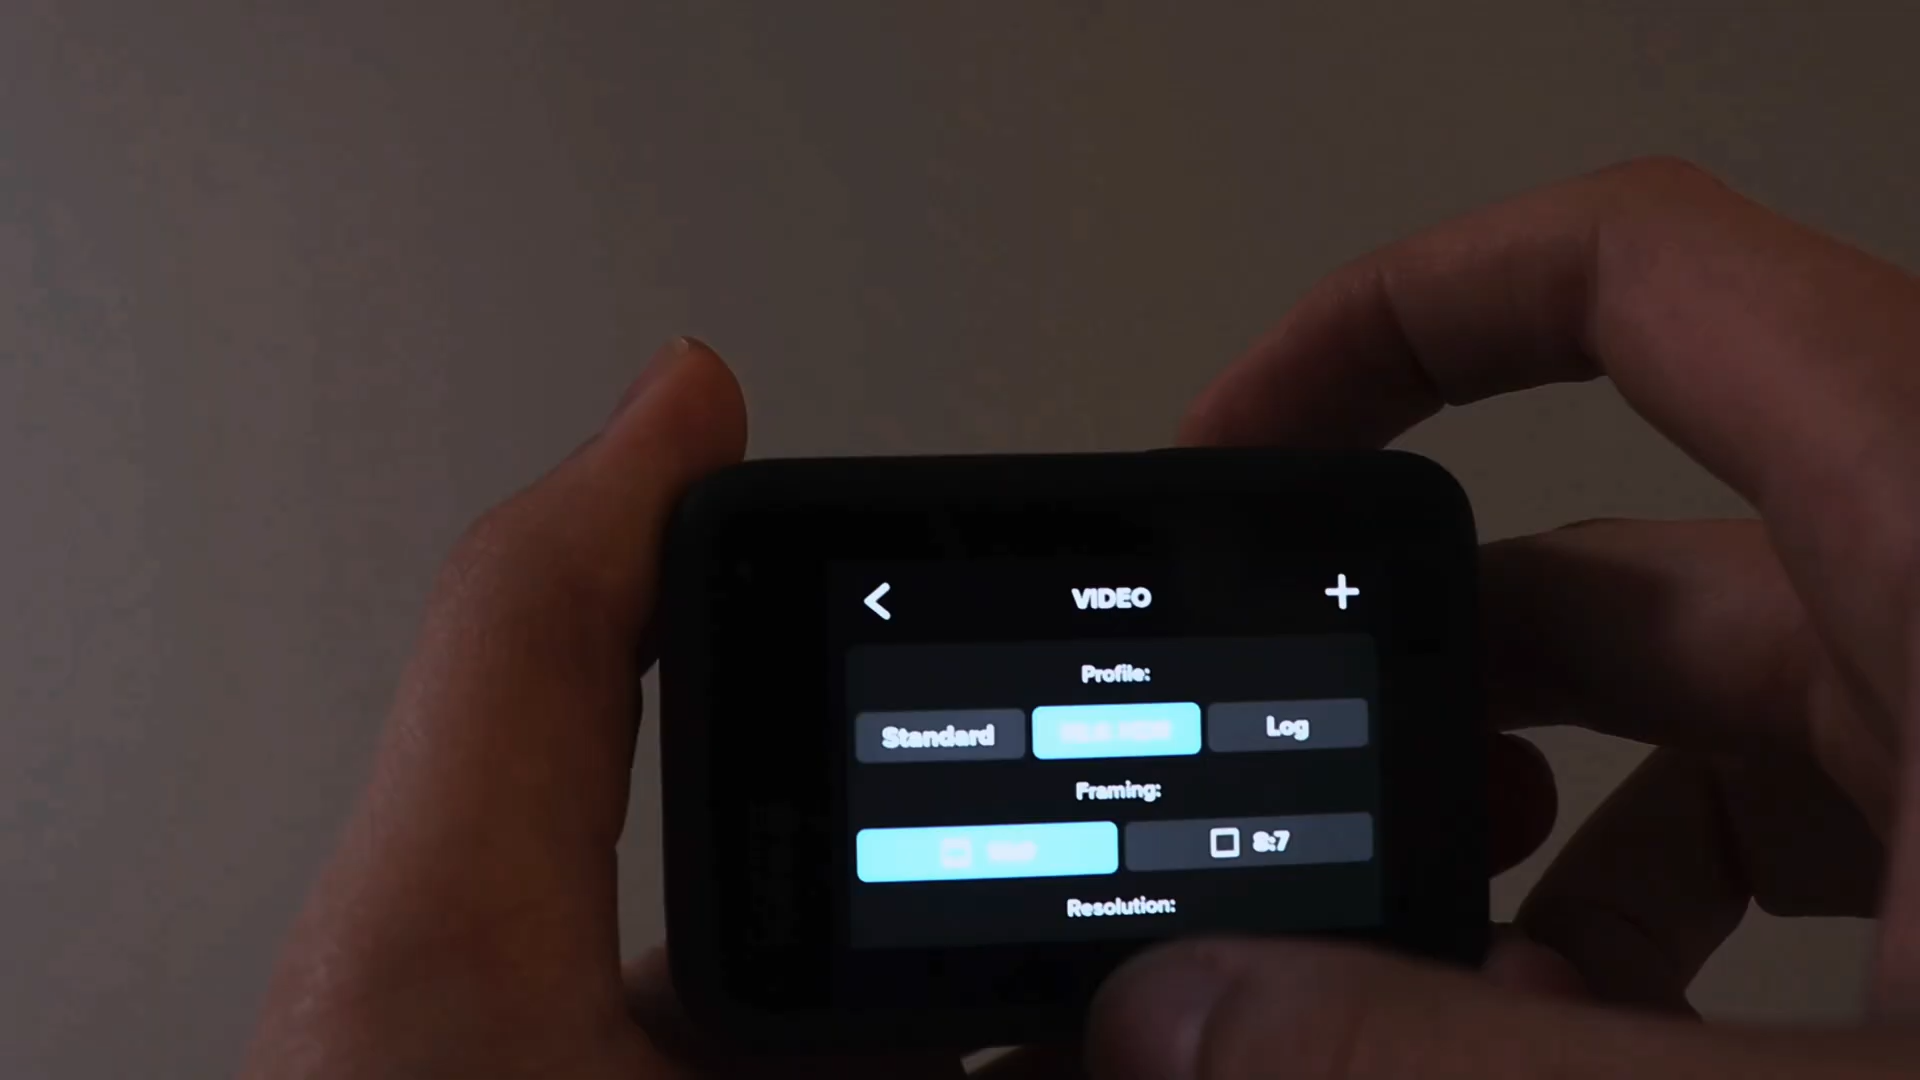 VIDEO
Profile:
Standard Log
Framing:
8:7
Resolution: